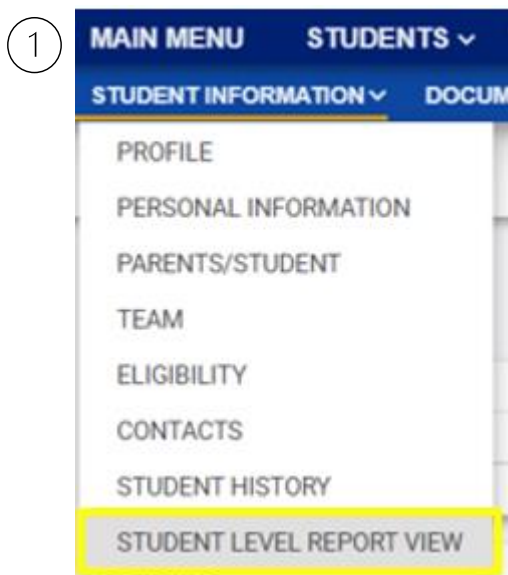 1
MAIN MENU STUDENTS
STUDENT INFORMATION
PROFILE
PERSONAL INFORMATION
PARENTS/STUDENT
TEAM
ELIGIBILITY
CONTACTS
STUDENT HISTORY
STUDENT LEVEL REPORT VIEW